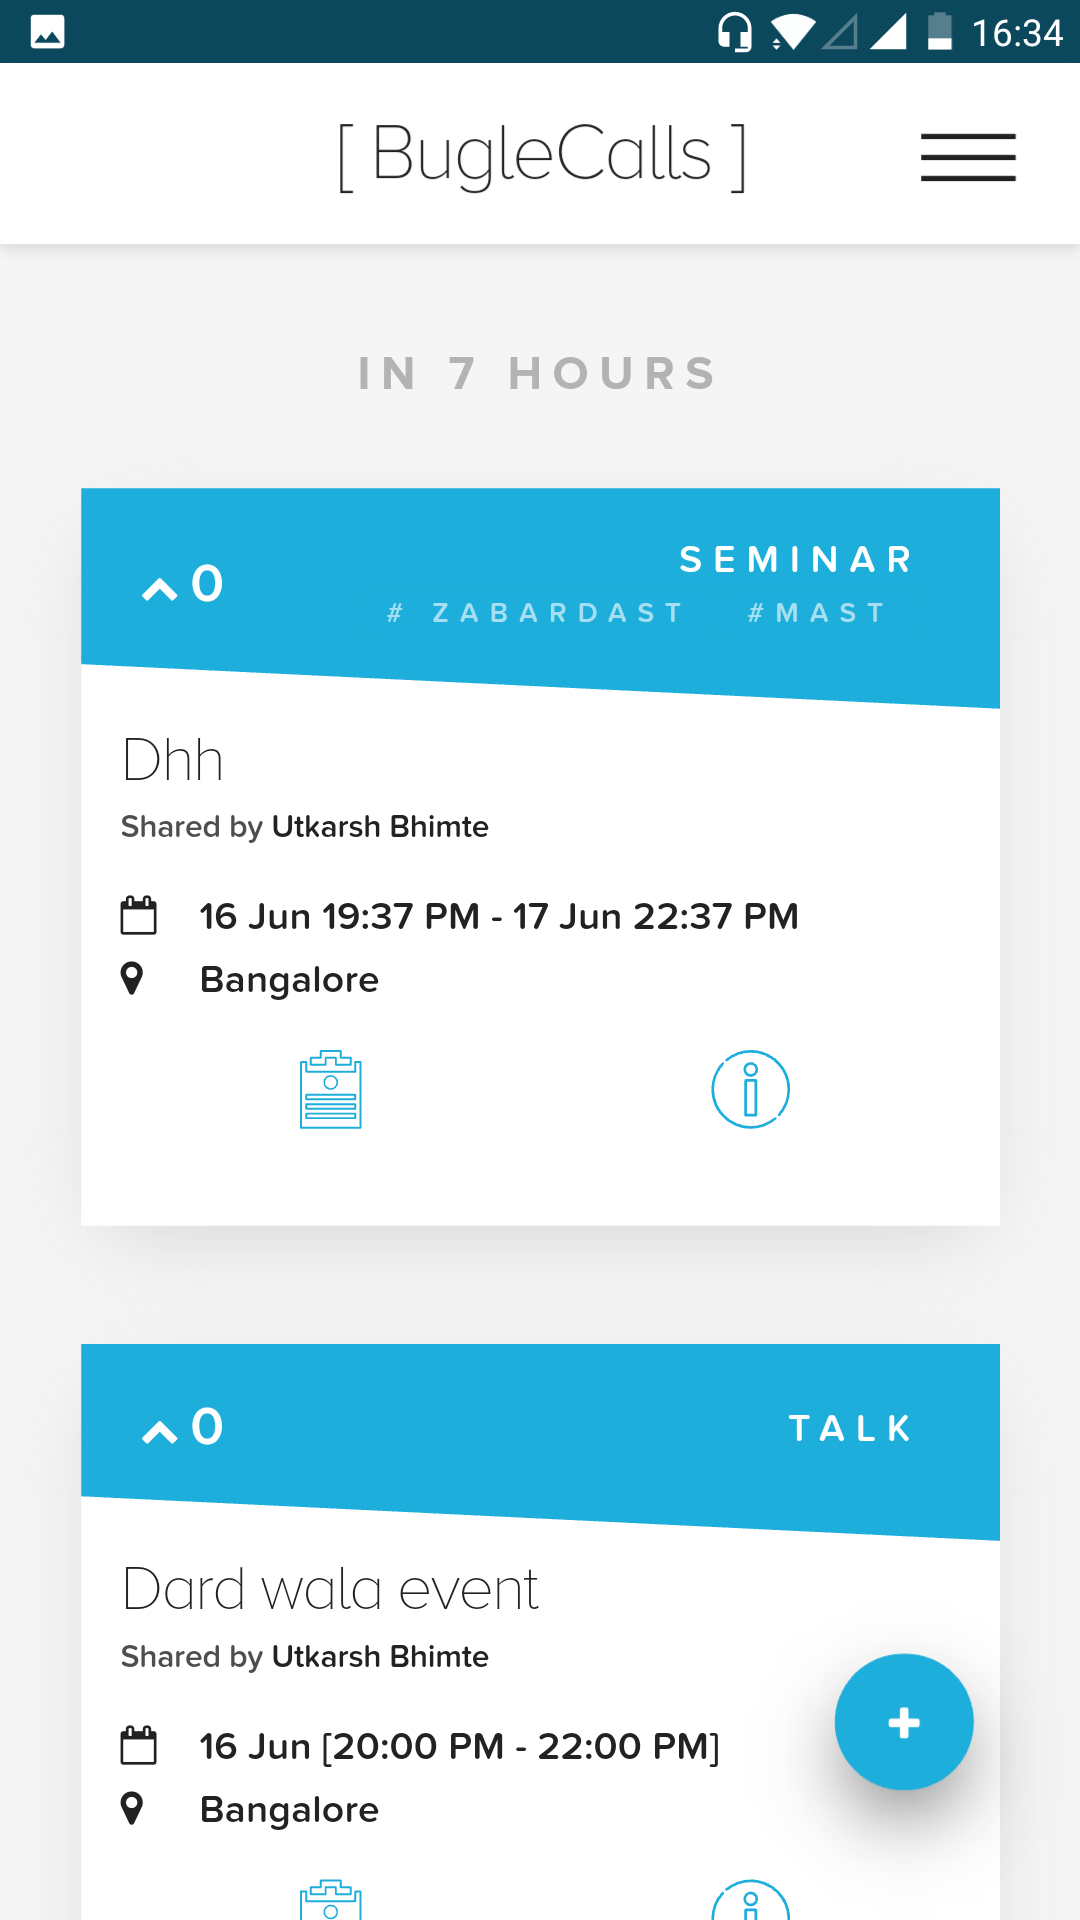 16:34
[ BugleCalls ]
IN 7 HOURS
0
SEMINAR
# ZABARDAST #MAST
Dhh
Shared by Utkarsh Bhimte
16 Jun 19:37 PM - 17 Jun 22:37 PM
Bangalore
0
TALK
Dard wala event
Shared by Utkarsh Bhimte
16 Jun [20:00 PM - 22:00 PM]
Bangalore